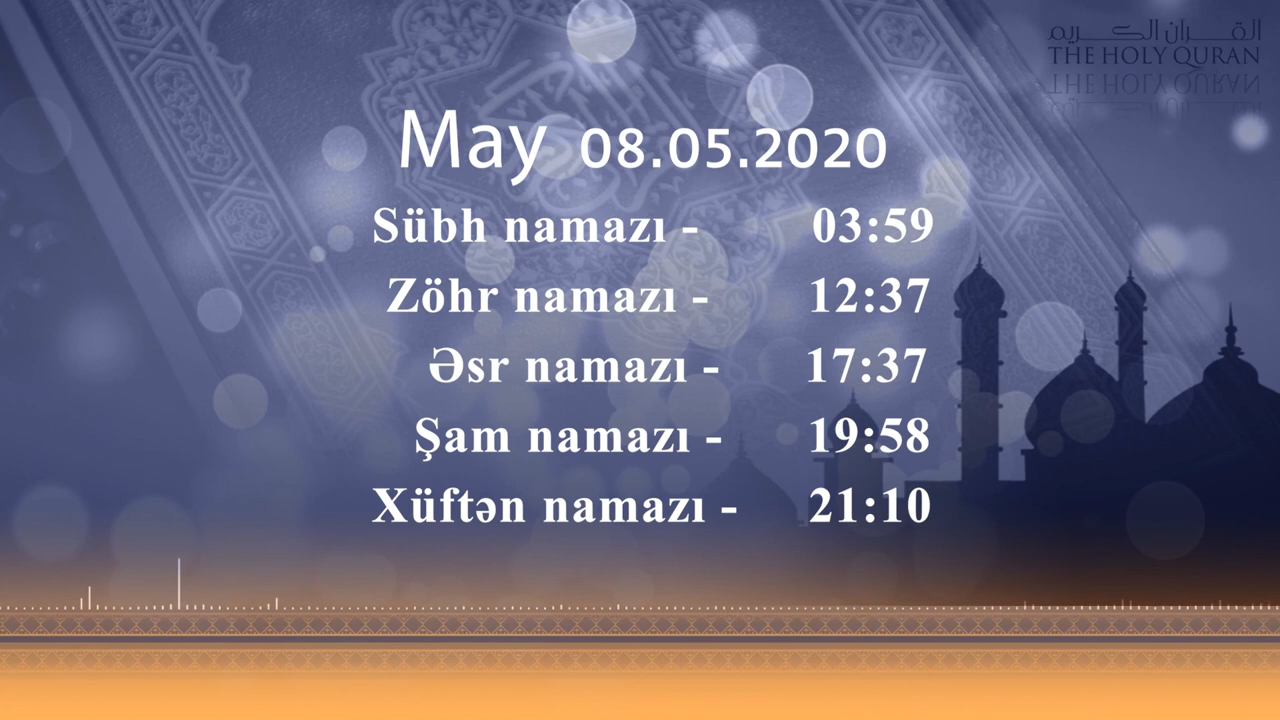 القرآن الكريم
THE HOLY QURAN
May 08.05.2020
Sübh namazı - 03:59
Zöhr namazı - 12:37
Əsr namazı - 17:37
Şam namazı - 19:58
Xüftən namazı - 21:10